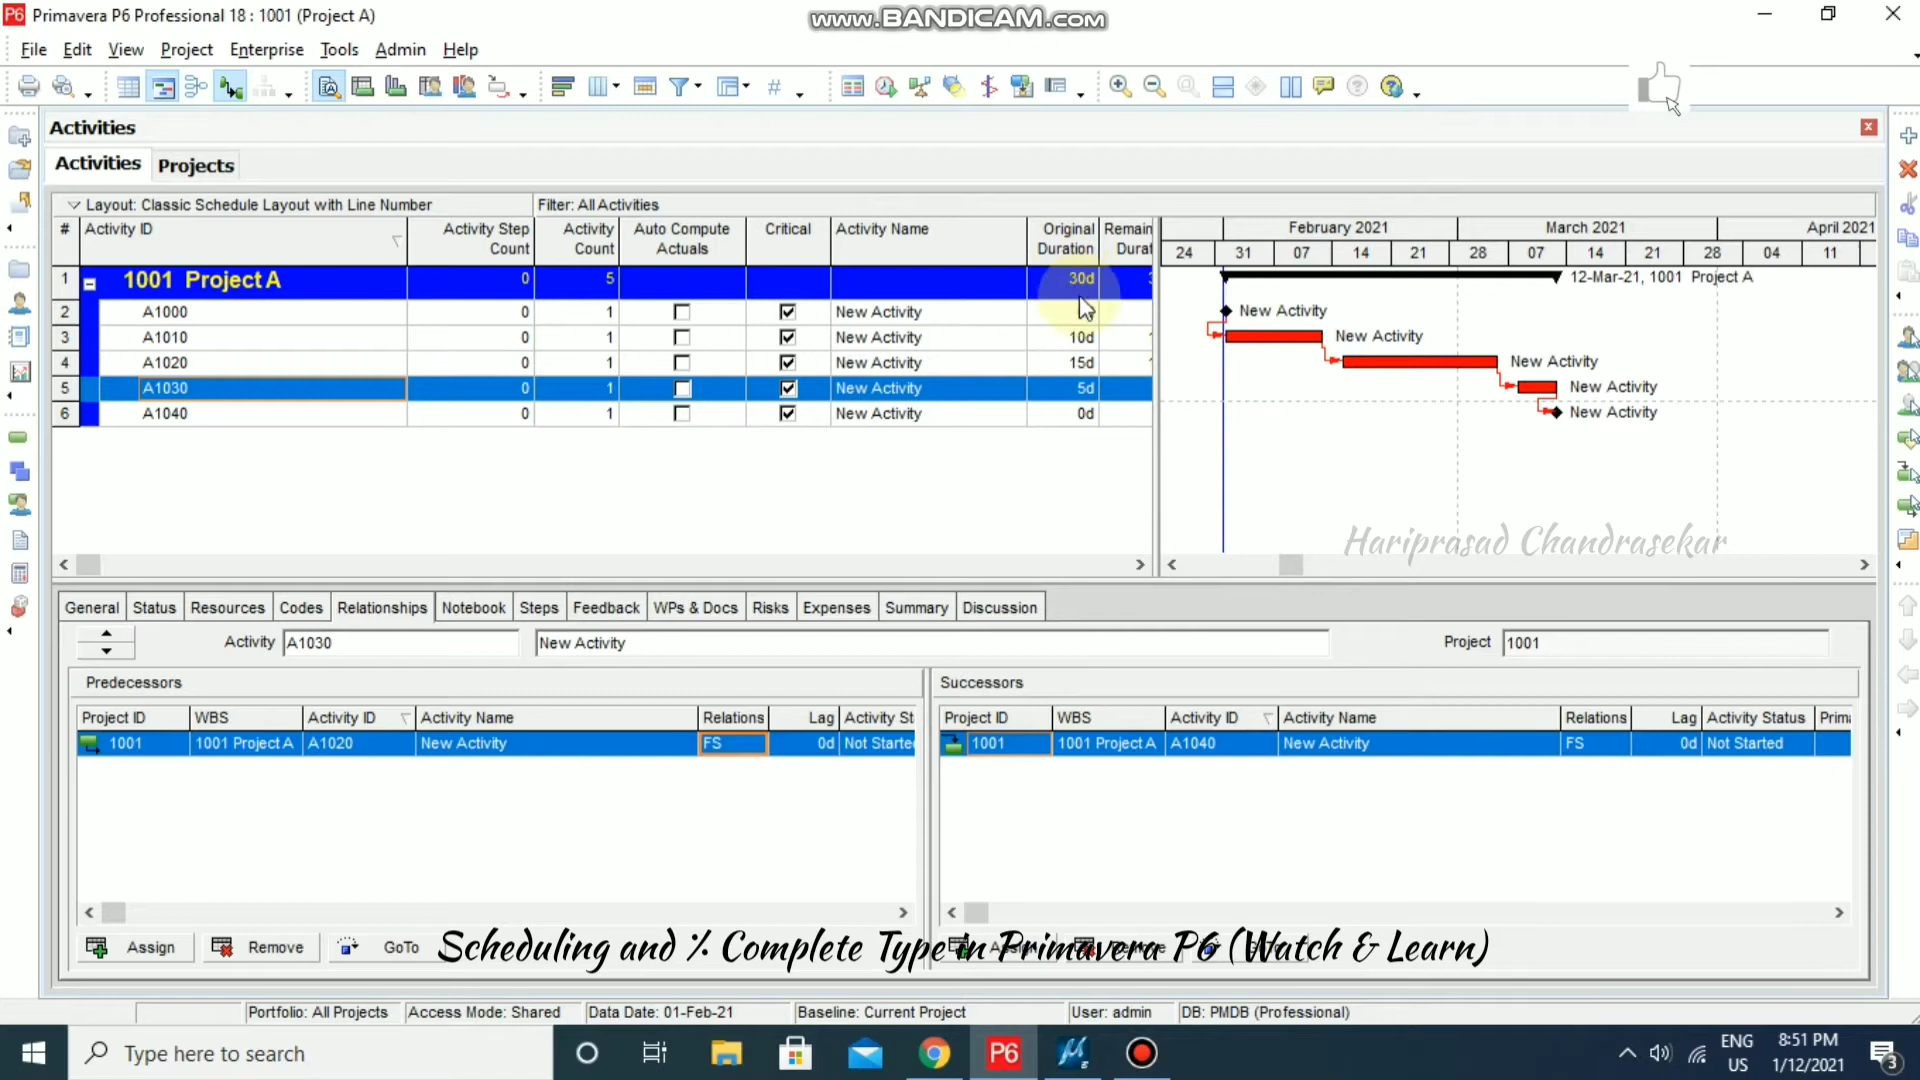 P6 Primavera P6 Professional 18 : 1001 (Project A)
www.BANDICAM.com
File Edit View Project Enterprise Tools Admin Help
Activities
Activities Projects
Layout: Classic Schedule Layout with Line Number Filter: All Activities
# Activity ID Activity Step Count Activity Count Auto Compute Actuals Critical Activity Name Original Duration Remain Durat
February 2021 March 2021 April 2021
24 31 07 14 21 28 07 14 21 28 04 11
1 1001 Project A 0 5 30d 12-Mar-21, 1001 Project A
2 A1000 0 1 New Activity New Activity
3 A1010 0 1 New Activity 10d New Activity
4 A1020 0 1 New Activity 15d New Activity
5 A1030 0 1 New Activity 5d New Activity
6 A1040 0 1 New Activity 0d New Activity
Hariprasad Chandrasekar
General Status Resources Codes Relationships Notebook Steps Feedback WPs & Docs Risks Expenses Summary Discussion
Activity A1030 New Activity Project 1001
Predecessors Successors
Project ID WBS Activity ID Activity Name Relations Lag Activity St Project ID WBS Activity ID Activity Name Relations Lag Activity Status Prima
1001 1001 Project A A1020 New Activity FS 0d Not Starte 1001 1001 Project A A1040 New Activity FS 0d Not Started
Assign Remove GoTo
Scheduling and % Complete Type in Primavera P6 (Watch & Learn)
Portfolio: All Projects Access Mode: Shared Data Date: 01-Feb-21 Baseline: Current Project User: admin DB: PMDB (Professional)
Type here to search
P6
ENG 8:51 PM
US 1/12/2021
3